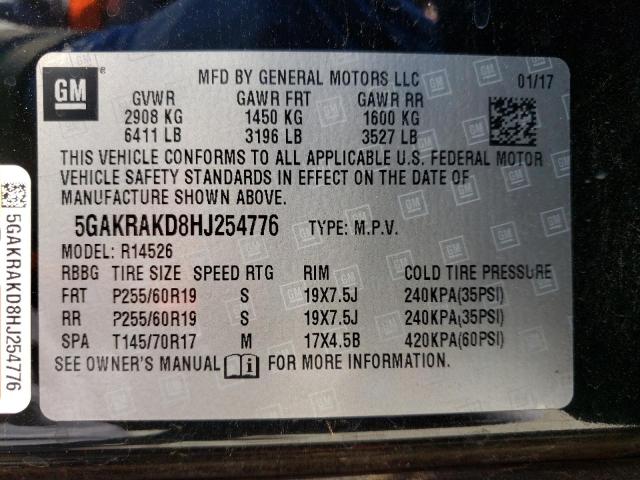 GM
®
MFD BY GENERAL MOTORS LLC 01/17
GVWR GAWR FRT GAWR RR
2908 KG 1450 KG 1600 KG
6411 LB 3196 LB 3527 LB
THIS VEHICLE CONFORMS TO ALL APPLICABLE U.S. FEDERAL MOTOR
VEHICLE SAFETY STANDARDS IN EFFECT ON THE DATE OF
MANUFACTURE SHOWN ABOVE.
5GAKRAKD8HJ254776 TYPE: M.P.V.
MODEL: R14526
RBBG TIRE SIZE SPEED RTG RIM COLD TIRE PRESSURE
FRT P255/60R19 S 19X7.5J 240KPA(35PSI)
RR P255/60R19 S 19X7.5J 240KPA(35PSI)
SPA T145/70R17 M 17X4.5B 420KPA(60PSI)
SEE OWNER'S MANUAL FOR MORE INFORMATION.
5GAKRAKD8HJ254776